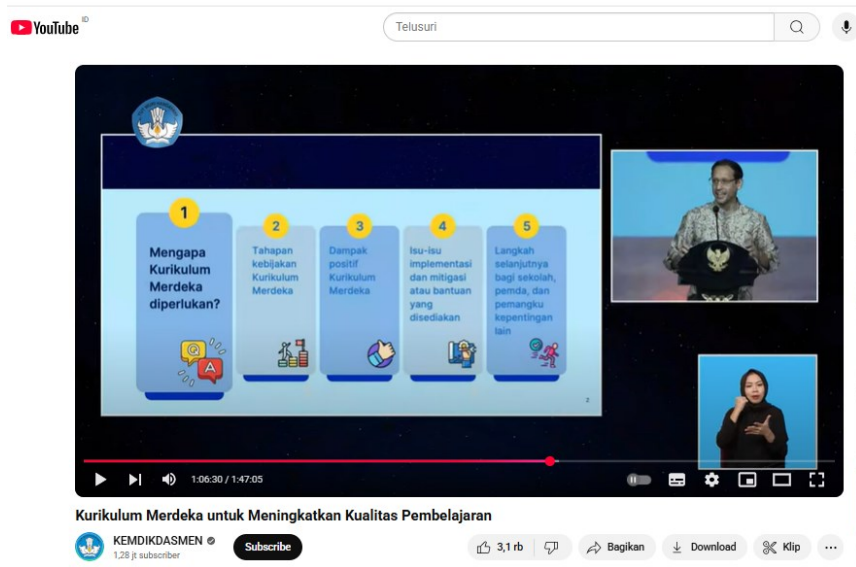 YouTube ID
Telusuri
1
Mengapa
Kurikulum
Merdeka
diperlukan?
Q
A
2
Tahapan
kebijakan
Kurikulum
Merdeka
3
Dampak
positif
Kurikulum
Merdeka
4
Isu-isu
implementasi
dan mitigasi
atau bantuan
yang
disediakan
5
Langkah
selanjutnya
bagi sekolah,
pemda, dan
pemangku
kepentingan
lain
2
1:06:30 / 1:47:05
Kurikulum Merdeka untuk Meningkatkan Kualitas Pembelajaran
KEMDIKDASMEN
1,28 jt subscriber
Subscribe
3,1 rb
Bagikan
Download
Klip